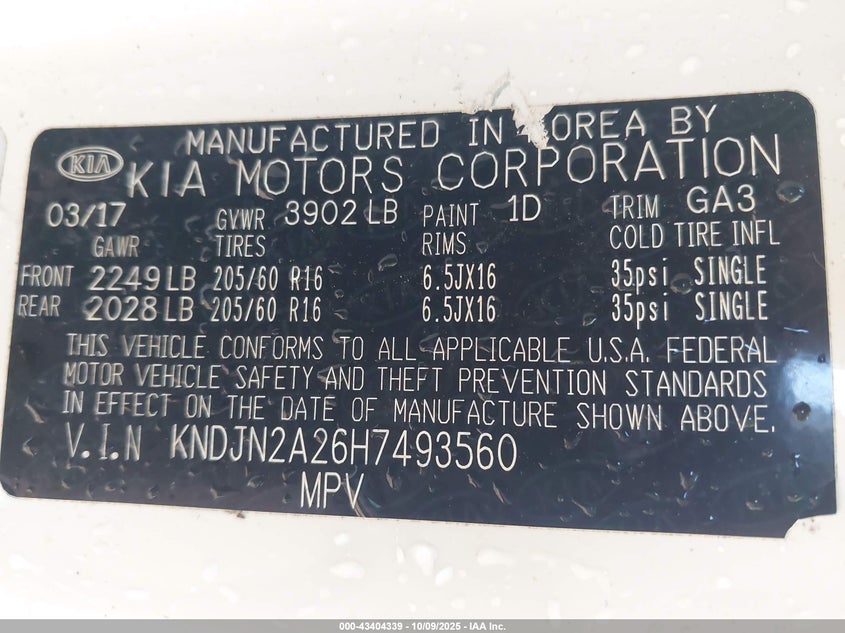 MANUFACTURED IN KOREA BY
KIA KIA MOTORS CORPORATION
03/17 GVWR 3902 LB PAINT 1D TRIM GA3
GAWR TIRES RIMS COLD TIRE INFL
FRONT 2249 LB 205/60 R16 6.5JX16 35psi SINGLE
REAR 2028 LB 205/60 R16 6.5JX16 35psi SINGLE
THIS VEHICLE CONFORMS TO ALL APPLICABLE U.S.A. FEDERAL
MOTOR VEHICLE SAFETY AND THEFT PREVENTION STANDARDS
IN EFFECT ON THE DATE OF MANUFACTURE SHOWN ABOVE.
V.I.N KNDJN2A26H7493560
MPV
000-43404339 - 10/09/2025 - IAA Inc.